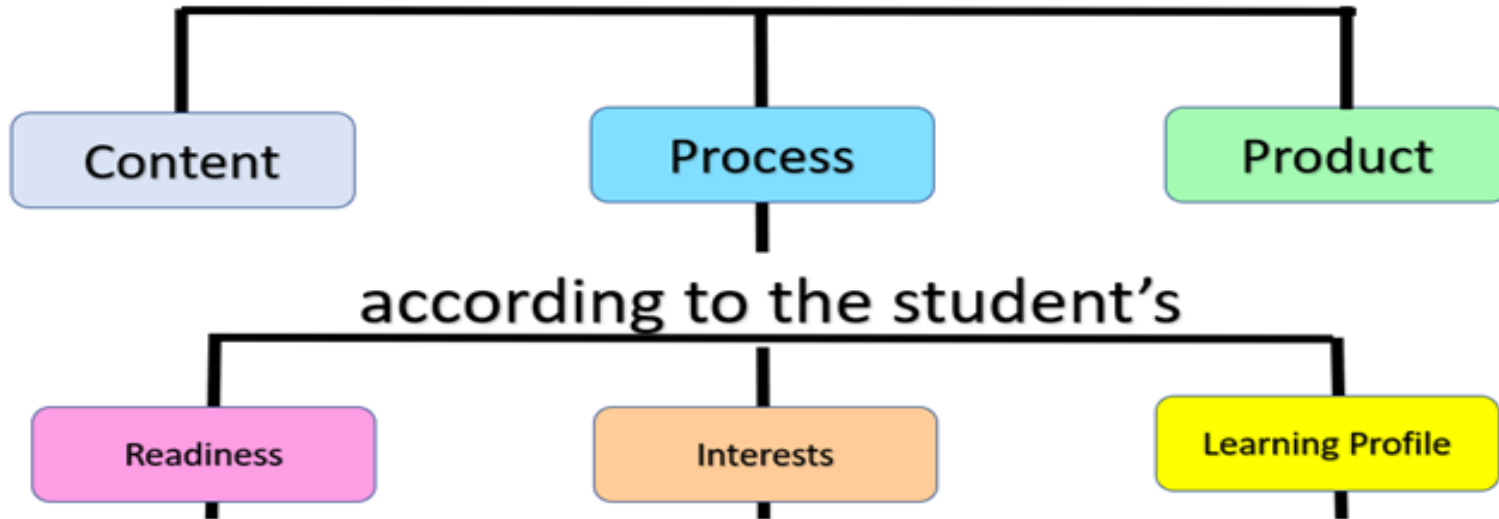 Content Process Product
according to the student’s
Readiness Interests Learning Profile